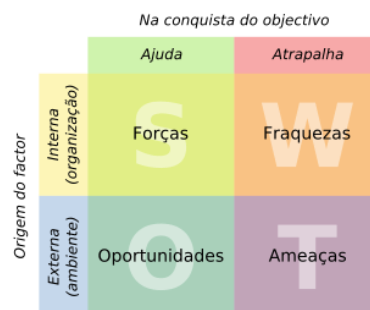 Na conquista do objectivo
Ajuda
Atrapalha
Origem do factor
Interna
(organização)
S
Forças
W
Fraquezas
Externa
(ambiente)
O
Oportunidades
T
Ameaças